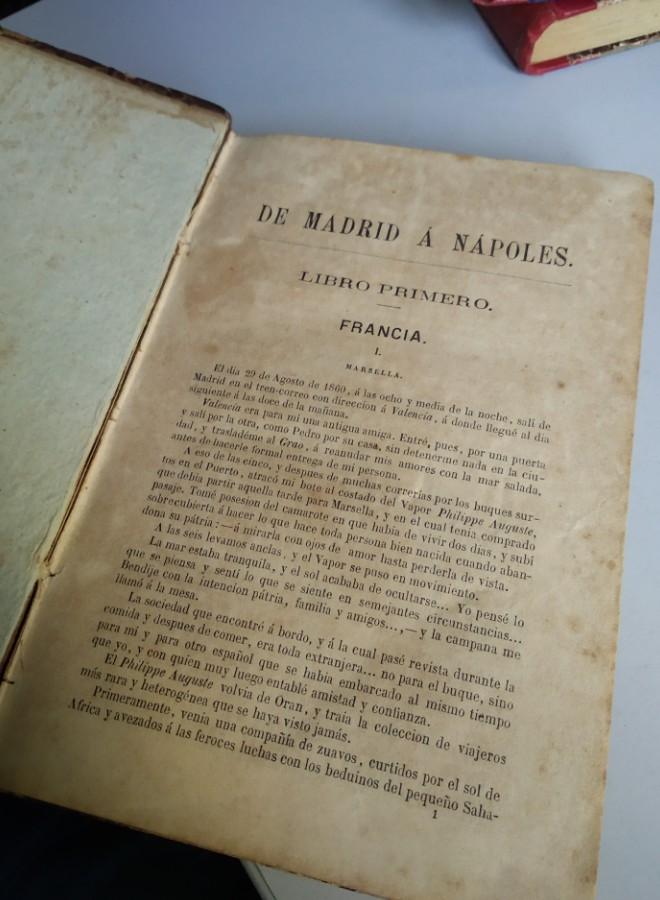 DE MADRID Á NÁPOLES.
LIBRO PRIMERO.
FRANCIA.
I.
MARSELLA.
El dia 29 de Agosto de 1860, á las ocho y media de la noche, salí de
Madrid en el tren-correo con direccion á Valencia, á donde llegué al dia
siguiente á las doce de la mañana.
Valencia era para mi una antigua amiga. Entré, pues, por una puerta
y salí por la otra, como Pedro por su casa, sin detenerme nada en la ciu-
dad, y trasladéme al Grao, á reanudar mis amores con la mar salada,
antes de hacerle formal entrega de mi persona.
A eso de las cinco, y despues de muchas correrías por los buques sur-
tos en el Puerto, atracó mi bote al costado del Vapor Philippe Auguste,
que debia partir aquella tarde para Marsella, y en el cual tenia comprado
pasaje. Tomé posesion del camarote en que habia de vivir dos dias, y subí
sobrecubierta á hacer lo que hace toda persona bien nacida cuando aban-
dona su pátria:—á mirarla con ojos de amor hasta perderla de vista.
A las seis levamos anclas, y el Vapor se puso en movimiento.
La mar estaba tranquila, y el sol acababa de ocultarse... Yo pensé lo
que se piensa y sentí lo que se siente en semejantes circunstancias...
Bendije con la intencion pátria, familia y amigos...,—y la campana me
llamó á la mesa.
La sociedad que encontré á bordo, y á la cual pasé revista durante la
comida y despues de comer, era toda extranjera... no para el buque, sino
para mí y para otro español que se habia embarcado al mismo tiempo
que yo, y con quien muy luego entablé amistad y confianza.
El Philippe Auguste volvia de Oran, y traía la coleccion de viajeros
más rara y heterogénea que se haya visto jamás.
Primeramente, venia una compañía de zuavos, curtidos por el sol de
Africa y avezados á las feroces luchas con los beduinos del pequeño Saha-
1